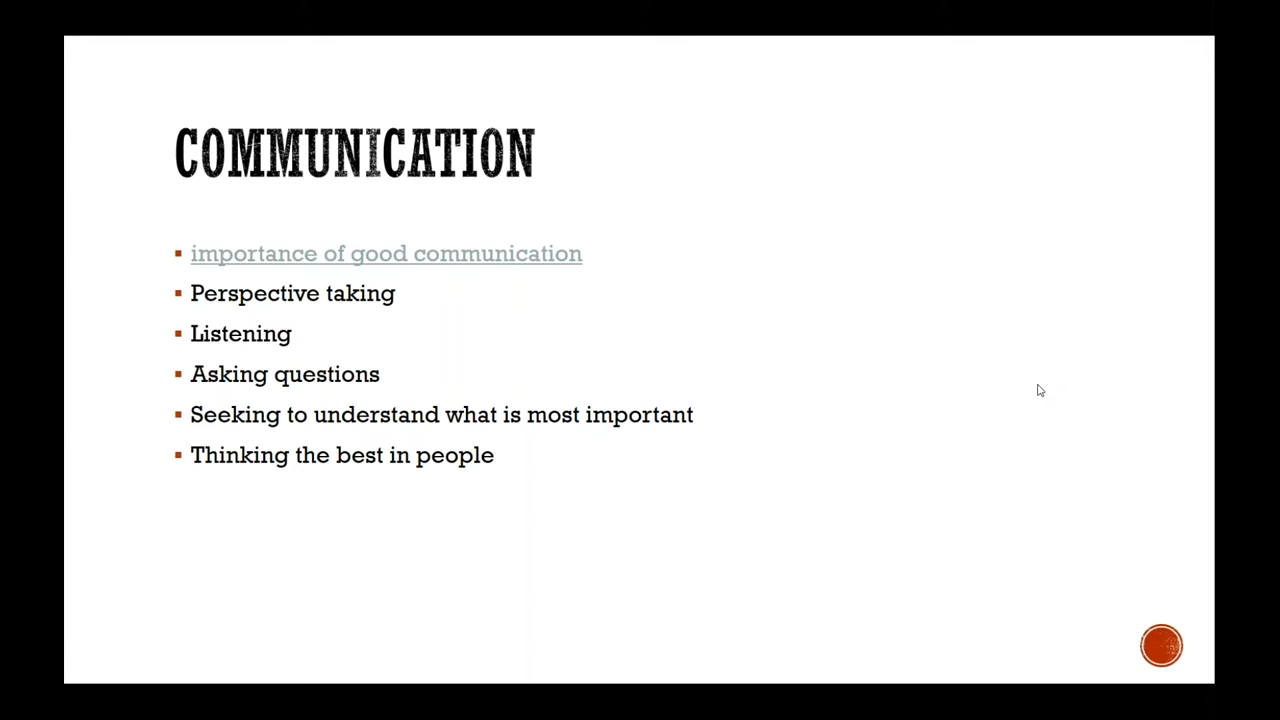 COMMUNICATION
importance of good communication
Perspective taking
Listening
Asking questions
Seeking to understand what is most important
Thinking the best in people